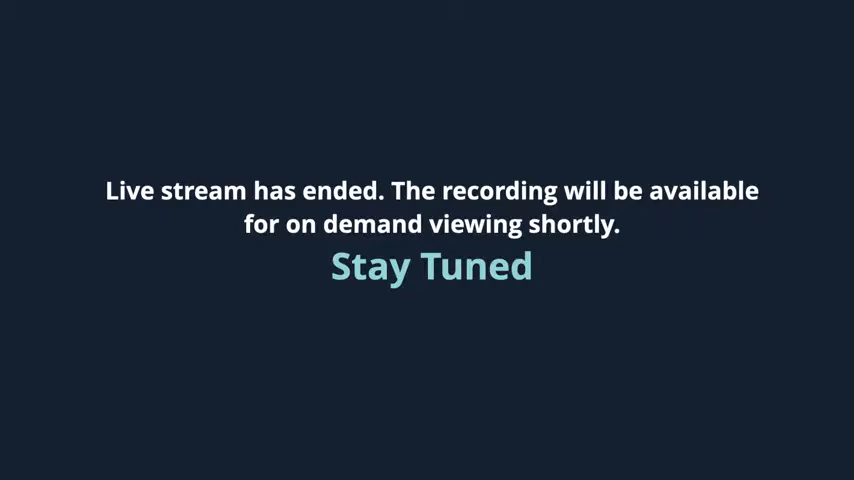 Live stream has ended. The recording will be available
for on demand viewing shortly.
Stay Tuned